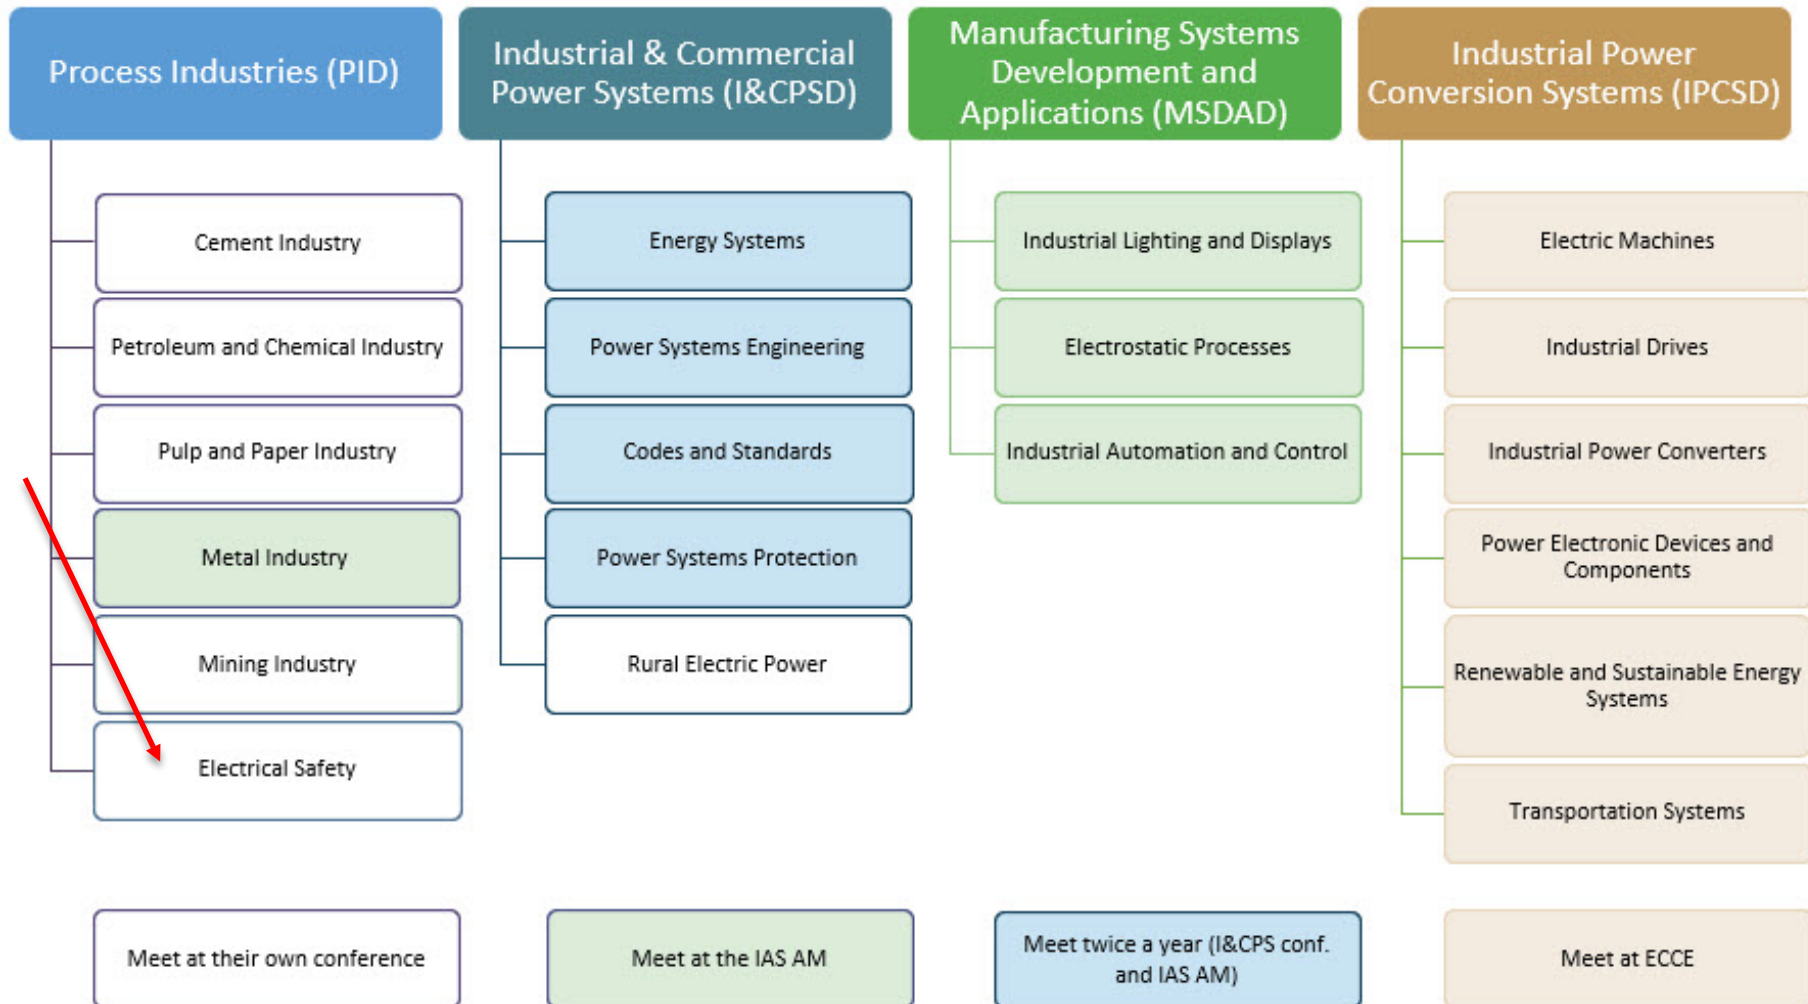 Process Industries (PID)
Cement Industry
Petroleum and Chemical Industry
Pulp and Paper Industry
Metal Industry
Mining Industry
Electrical Safety
Industrial & Commercial
Power Systems (I&CPSD)
Energy Systems
Power Systems Engineering
Codes and Standards
Power Systems Protection
Rural Electric Power
Manufacturing Systems
Development and
Applications (MSDAD)
Industrial Lighting and Displays
Electrostatic Processes
Industrial Automation and Control
Industrial Power
Conversion Systems (IPCSD)
Electric Machines
Industrial Drives
Industrial Power Converters
Power Electronic Devices and
Components
Renewable and Sustainable Energy
Systems
Transportation Systems
Meet at their own conference
Meet at the IAS AM
Meet twice a year (I&CPS conf.
and IAS AM)
Meet at ECCE